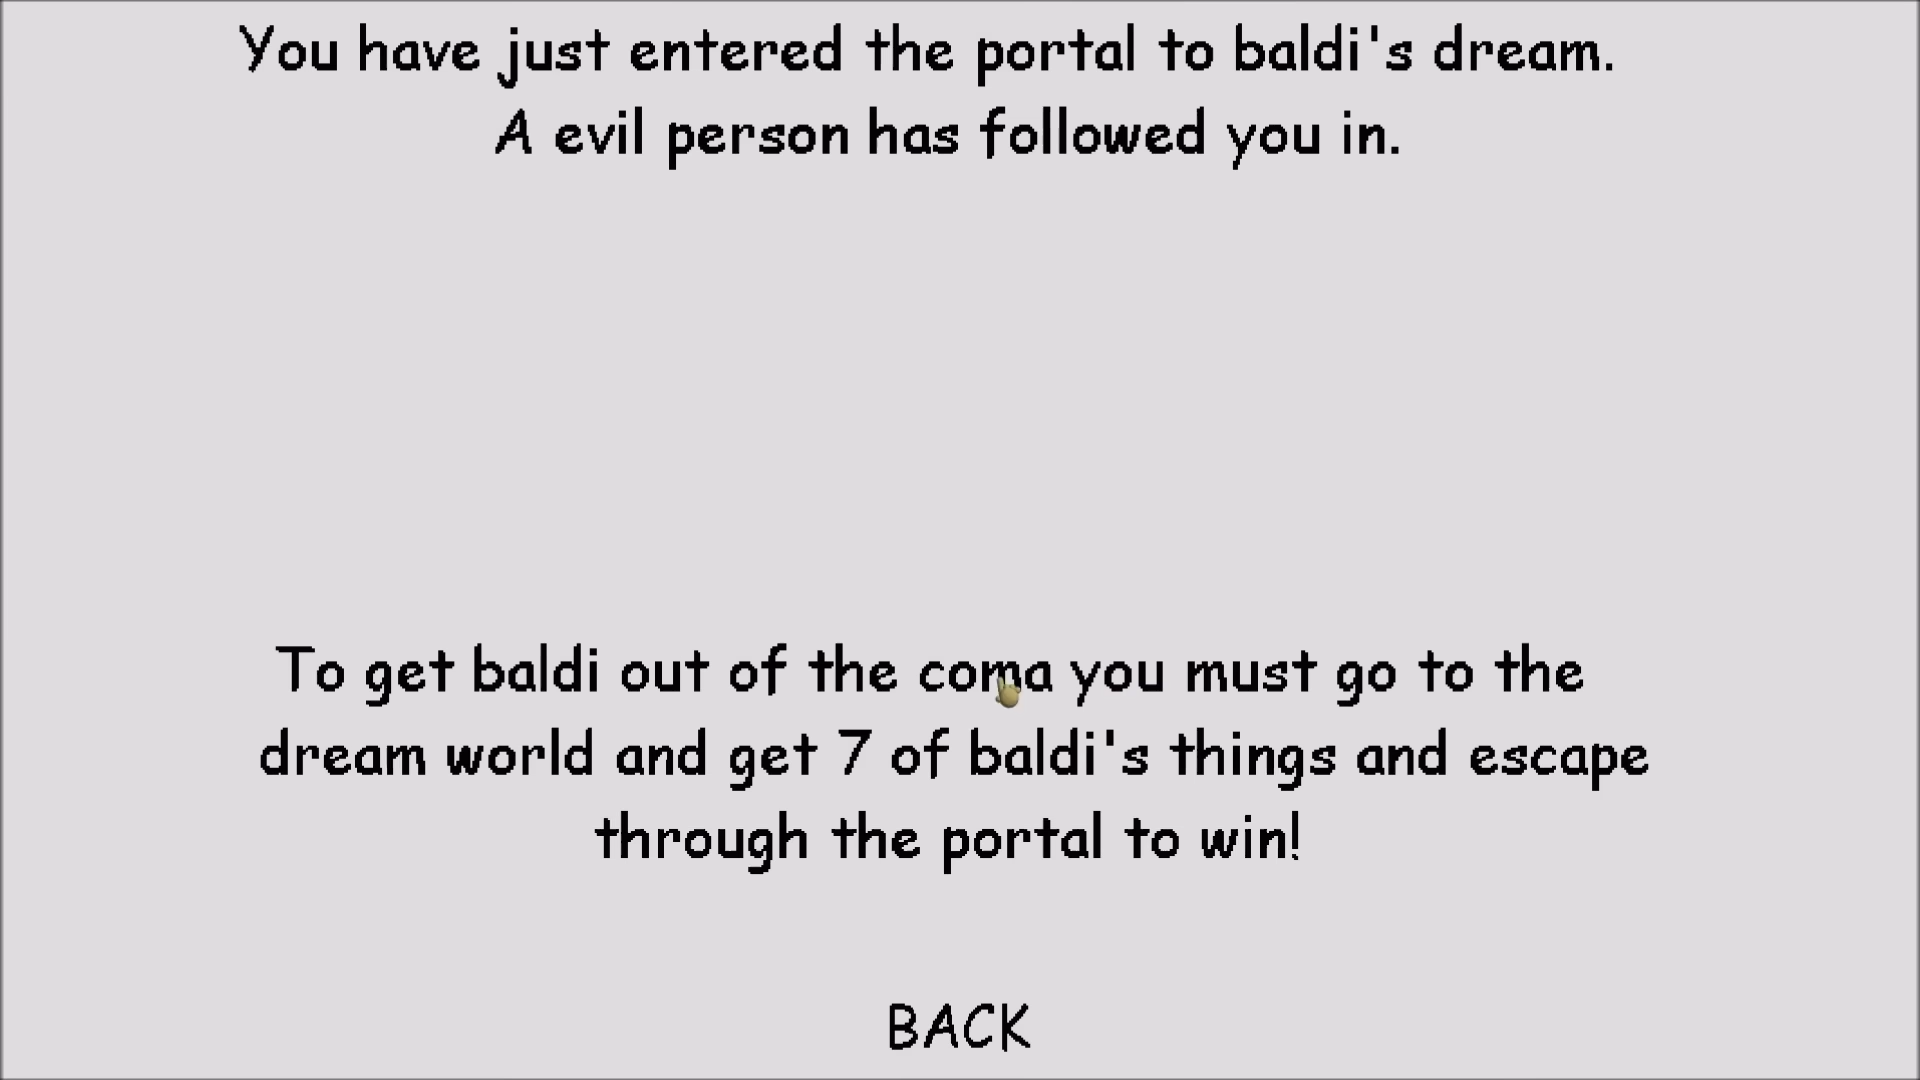 You have just entered the portal to baldi's dream.
A evil person has followed you in.
To get baldi out of the coma you must go to the
dream world and get 7 of baldi's things and escape
through the portal to win!
BACK